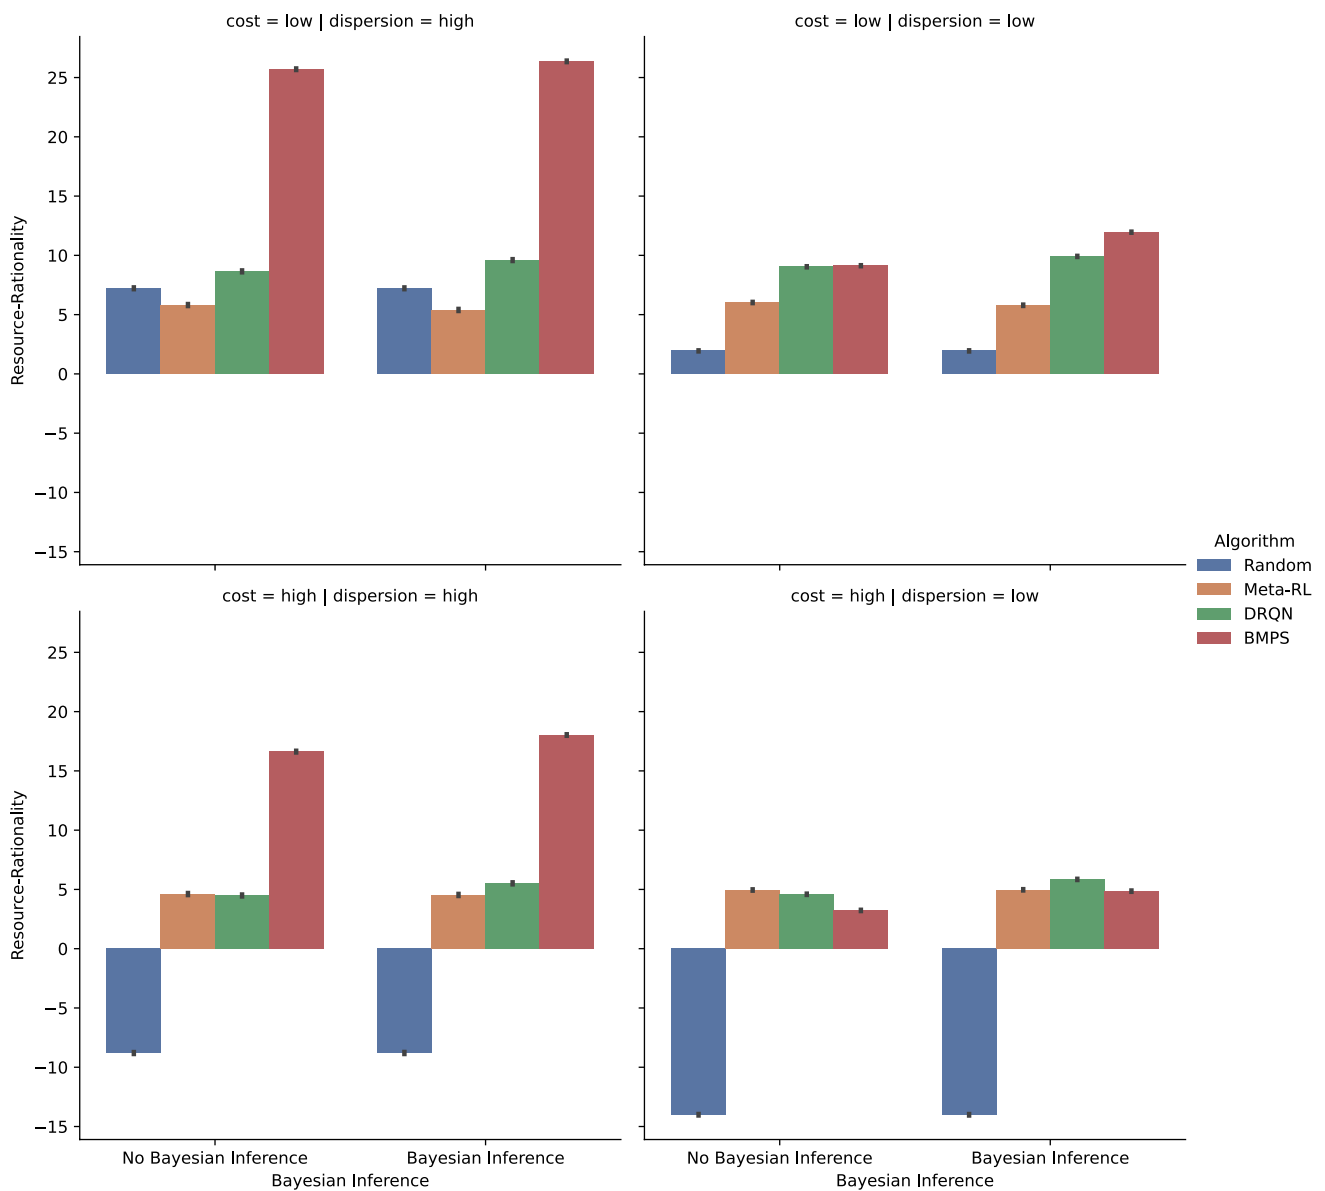 cost = low | dispersion = high
cost = low | dispersion = low
25
20
15
10
5
0
−5
−10
−15
Resource-Rationality
Algorithm
Random
Meta-RL
DRQN
BMPS
cost = high | dispersion = high
cost = high | dispersion = low
25
20
15
10
5
0
−5
−10
−15
Resource-Rationality
No Bayesian Inference
Bayesian Inference
Bayesian Inference
No Bayesian Inference
Bayesian Inference
Bayesian Inference